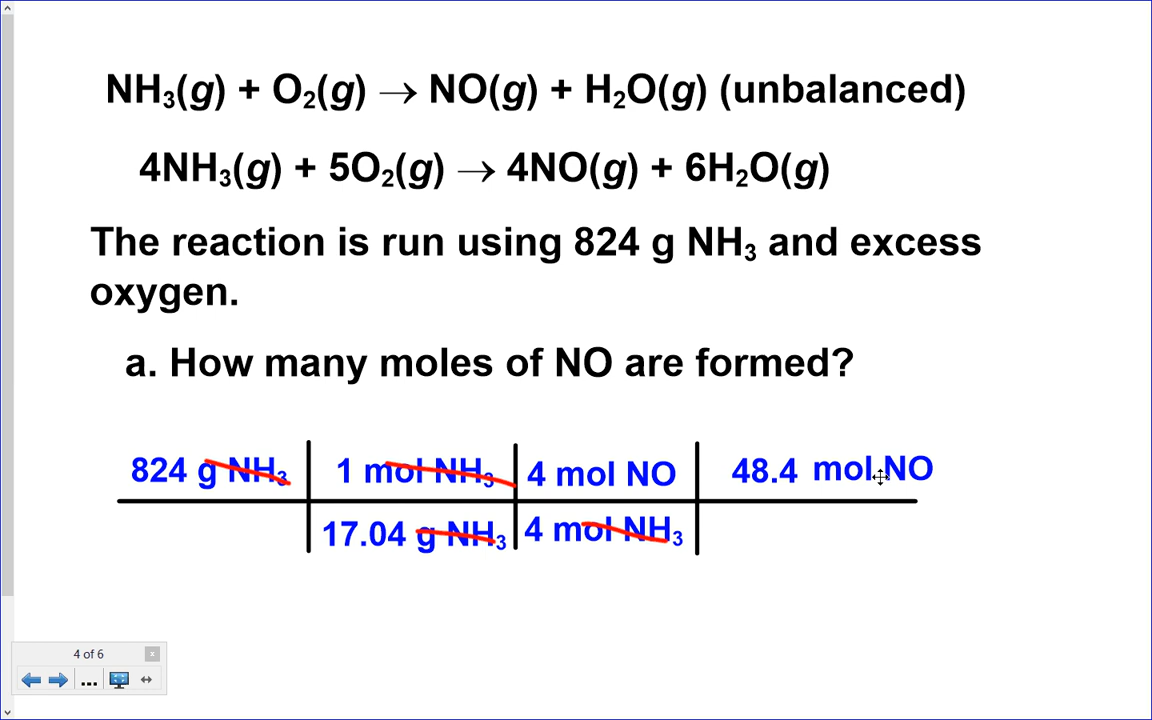 NH₃(g) + O₂(g) → NO(g) + H₂O(g) (unbalanced)
4NH₃(g) + 5O₂(g) → 4NO(g) + 6H₂O(g)
The reaction is run using 824 g NH₃ and excess
oxygen.
a. How many moles of NO are formed?
824 g NH₃ 1 mol NH₃ 4 mol NO 48.4 mol NO
17.04 g NH₃ 4 mol NH₃
4 of 6
x
...